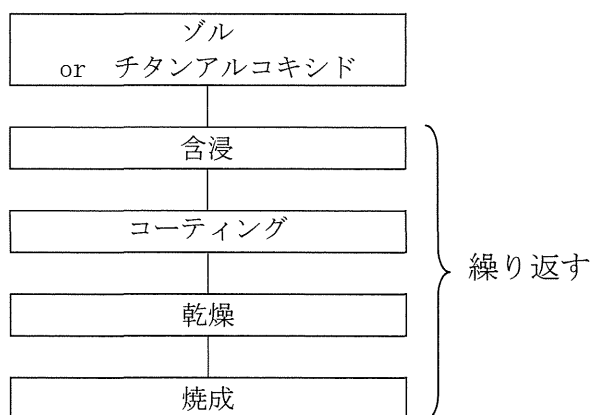 ゾル
or チタンアルコキシド
含浸
コーティング
乾燥
焼成
繰り返す